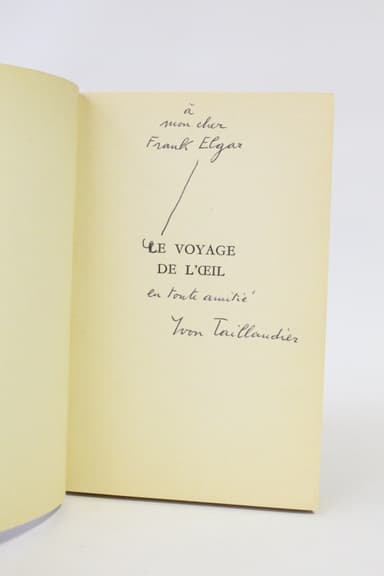 à
mon cher
Frank Elgar
LE VOYAGE
DE L'ŒIL
en toute amitié
Yvon Taillandier